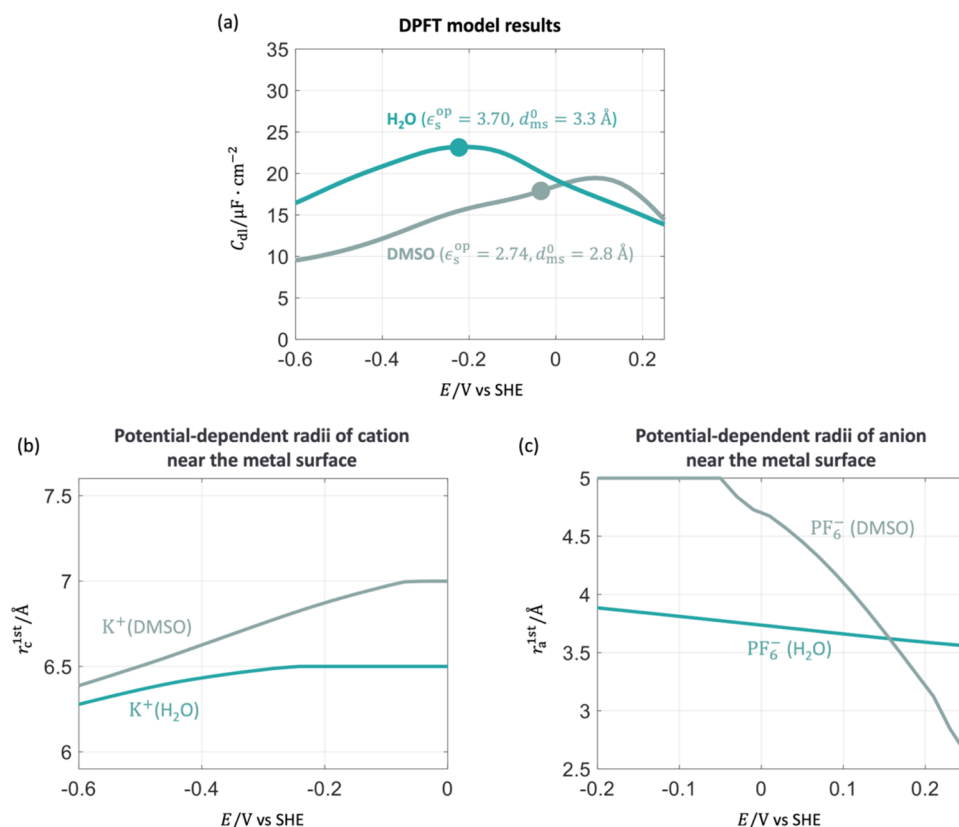 (a)
DPFT model results
35
30
25
20
15
10
5
0
C_dl/μF · cm⁻²
H₂O (ϵ_s^op = 3.70, d_ms^0 = 3.3 Å)
DMSO (ϵ_s^op = 2.74, d_ms^0 = 2.8 Å)
-0.6 -0.4 -0.2 0 0.2
E/V vs SHE
(b)
Potential-dependent radii of cation
near the metal surface
7.5
7
6.5
6
r_c^1st/Å
K⁺(DMSO)
K⁺(H₂O)
-0.6 -0.4 -0.2 0
E/V vs SHE
(c)
Potential-dependent radii of anion
near the metal surface
5
4.5
4
3.5
3
2.5
r_a^1st/Å
PF₆⁻ (DMSO)
PF₆⁻ (H₂O)
-0.2 -0.1 0 0.1 0.2
E/V vs SHE